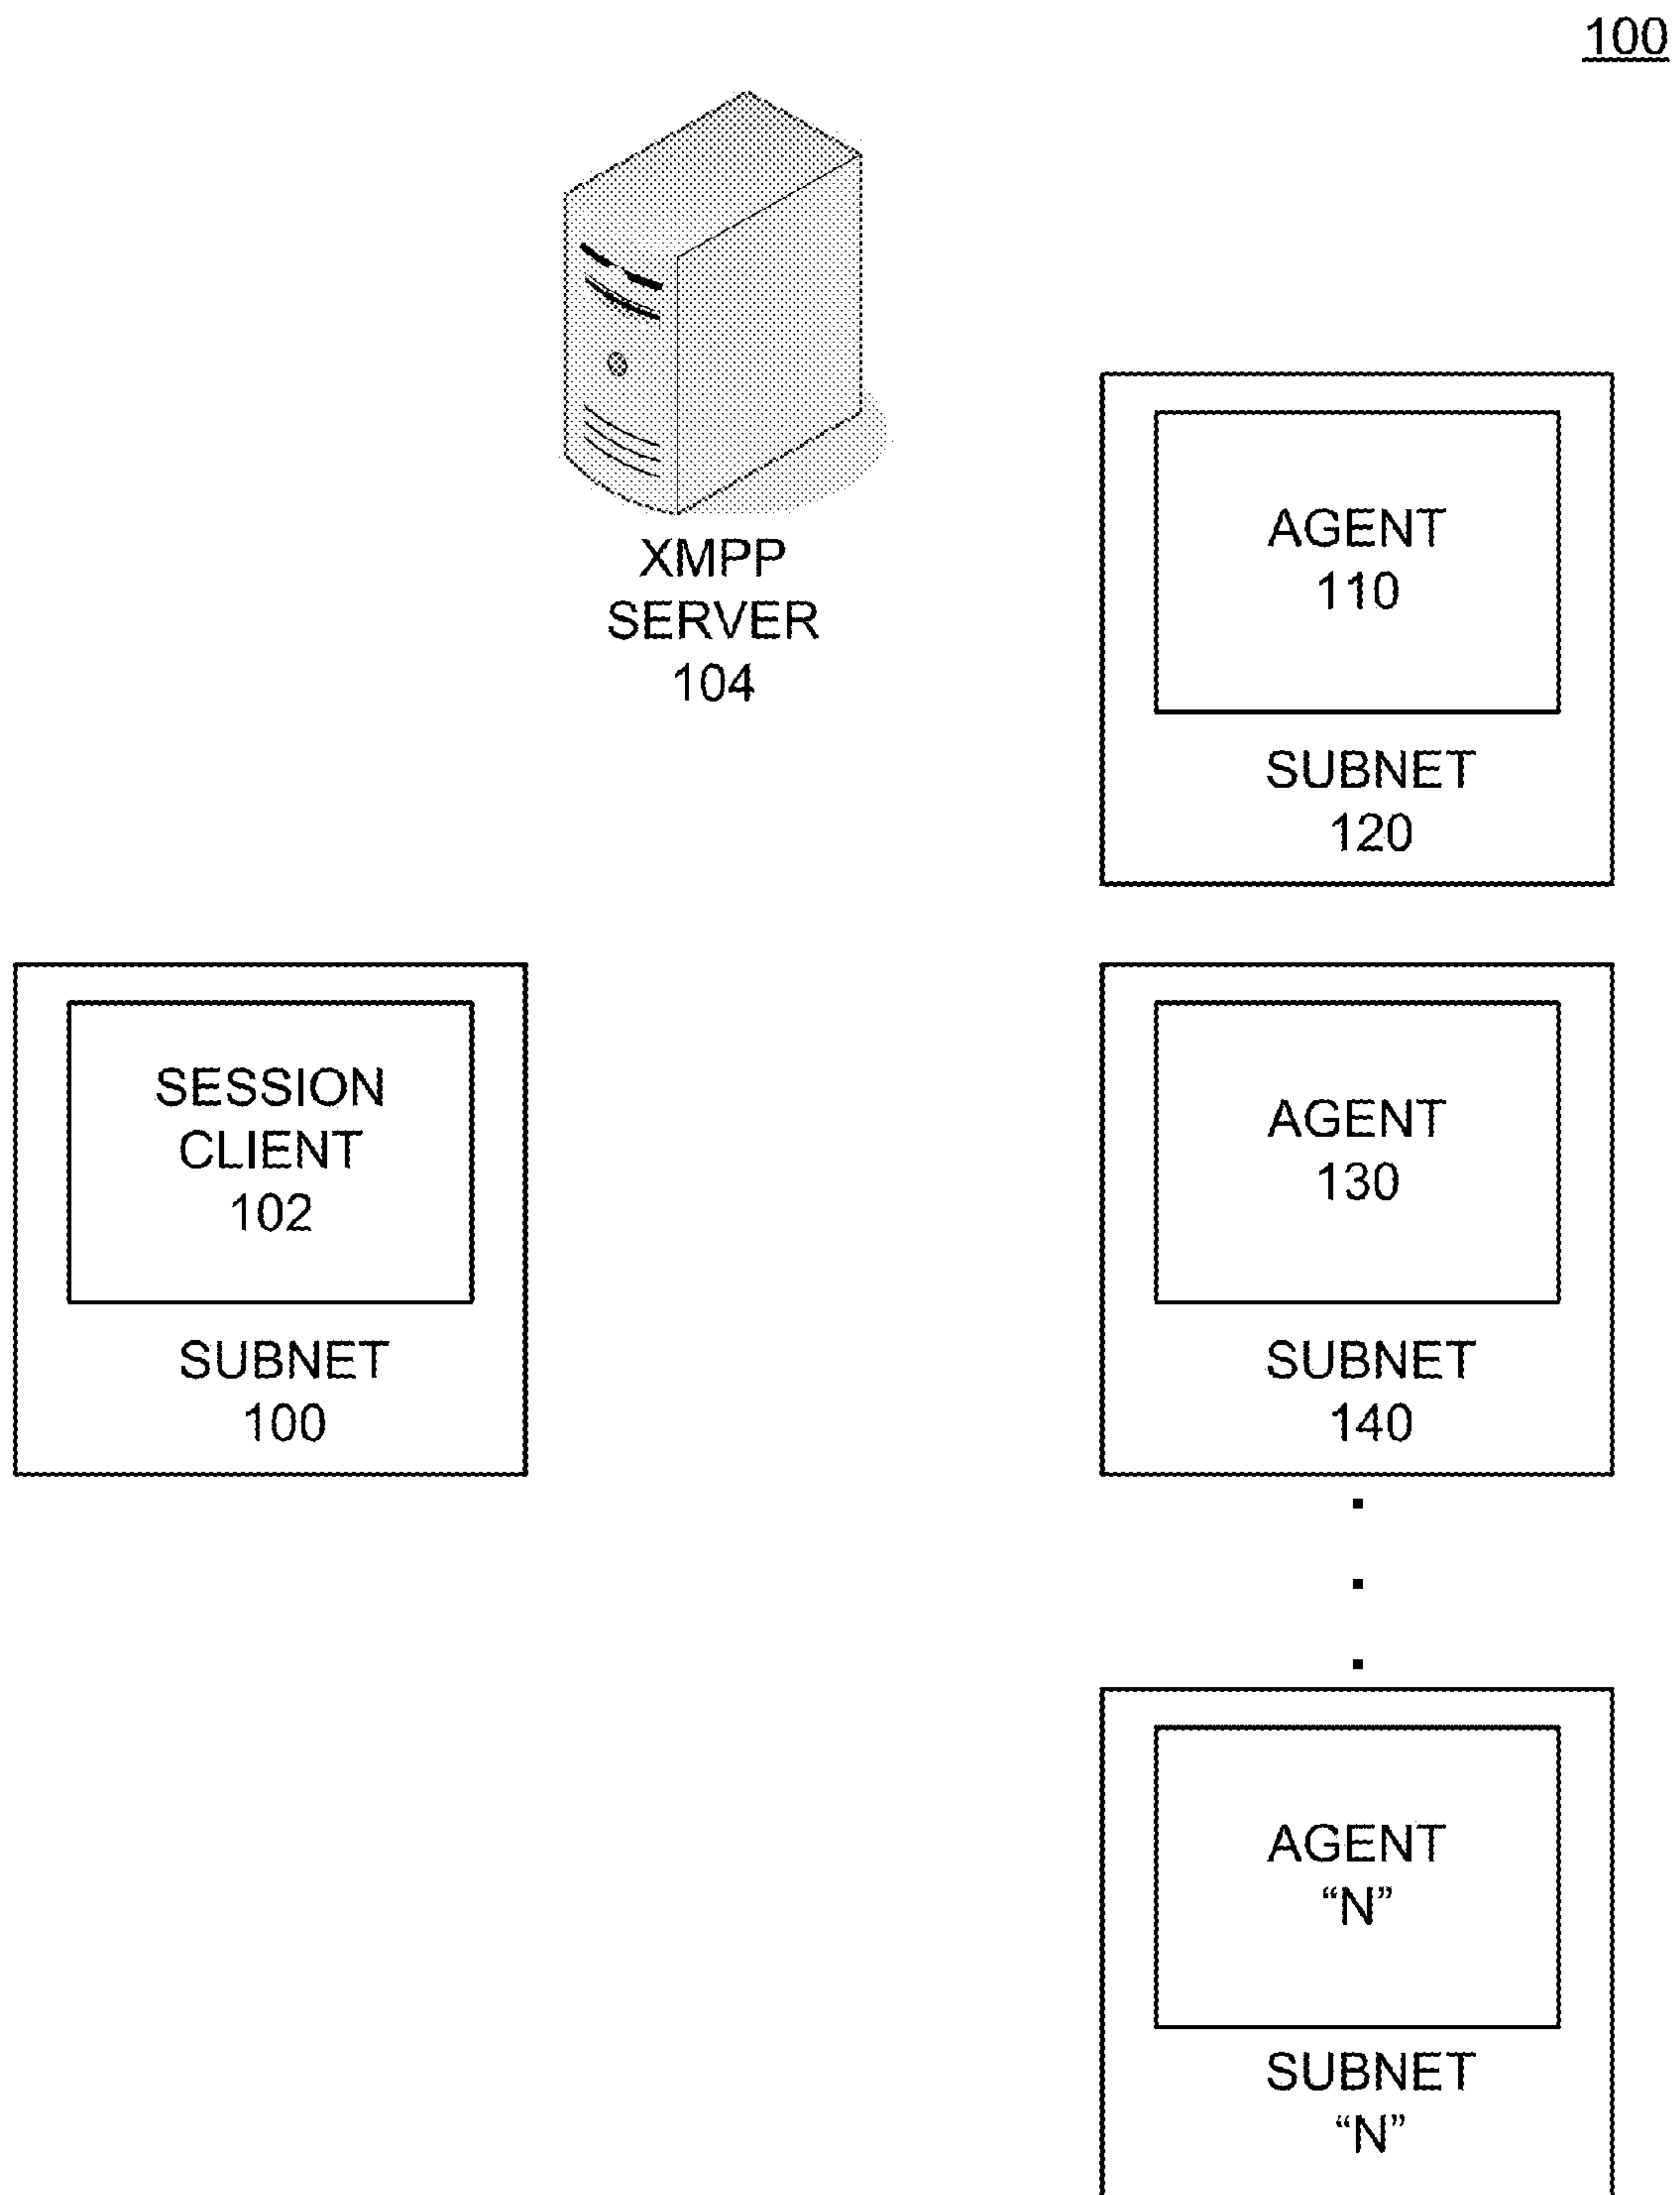 100
XMPP
SERVER
104
AGENT
110
SUBNET
120
SESSION
CLIENT
102
SUBNET
100
AGENT
130
SUBNET
140
AGENT
“N”
SUBNET
“N”